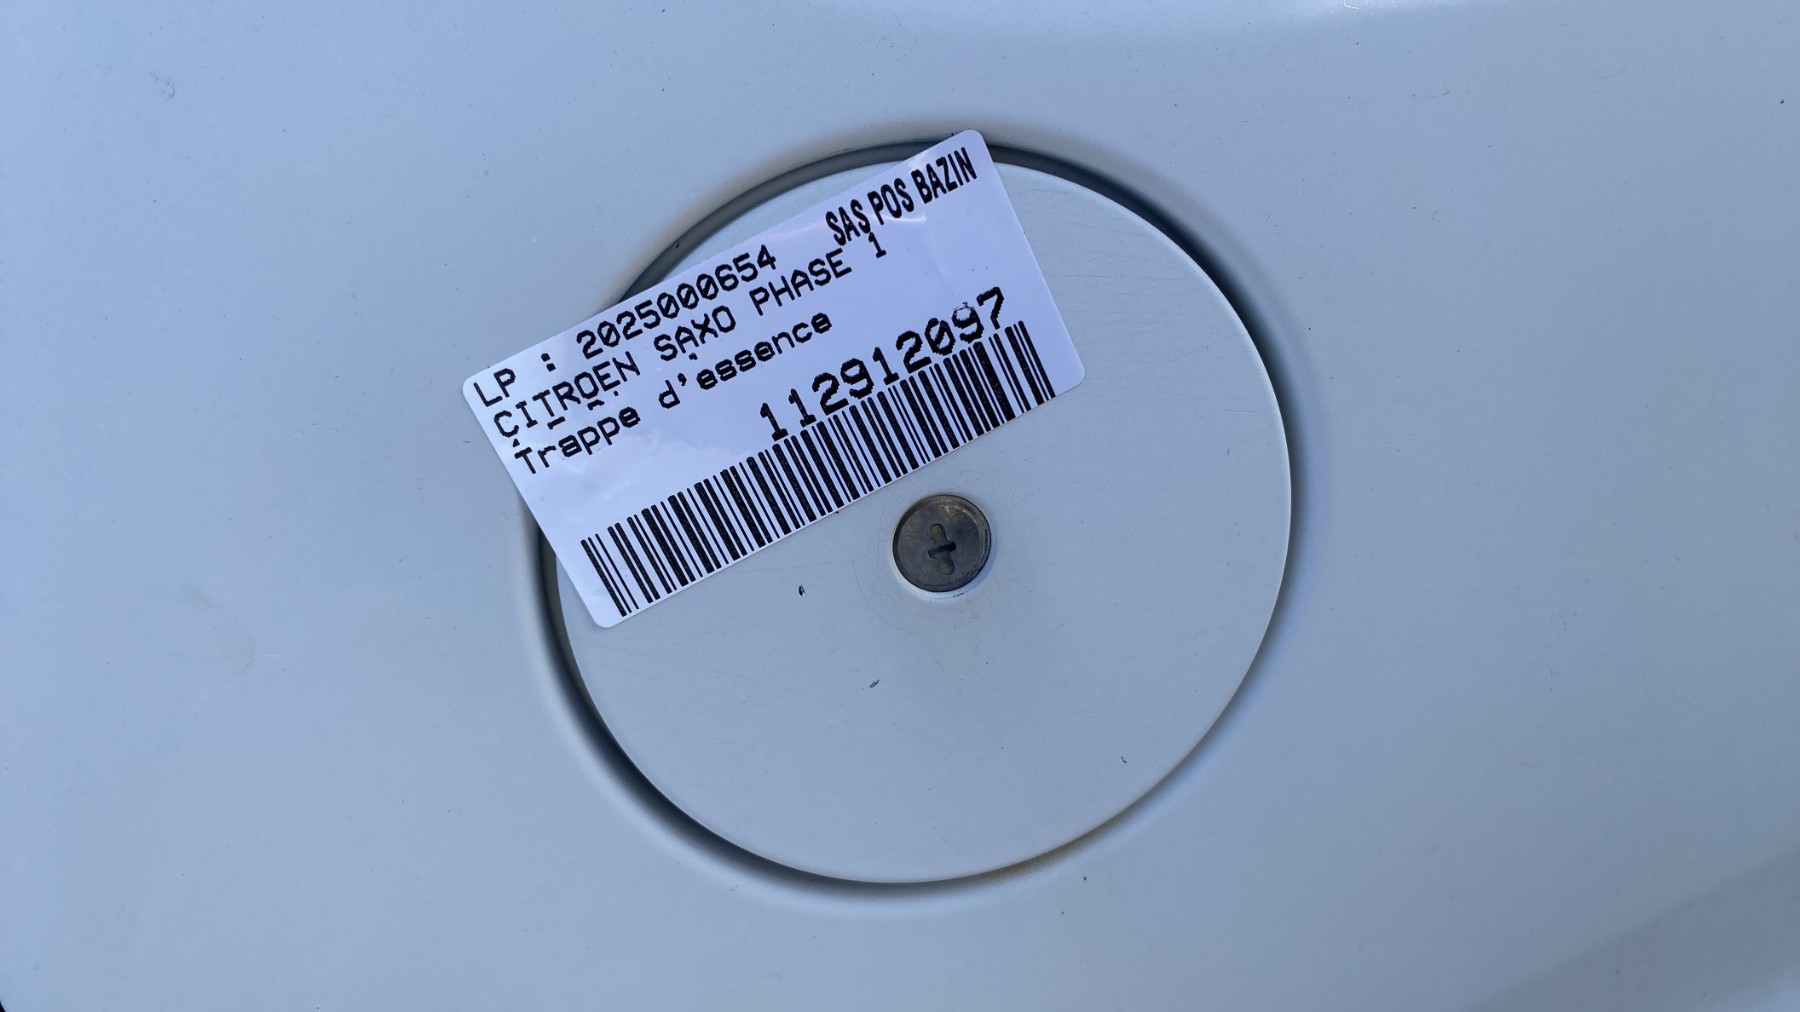 SAS POS BAZIN
LP : 2025000654
CITROEN SAXO PHASE 1
Trappe d'essence
112912097